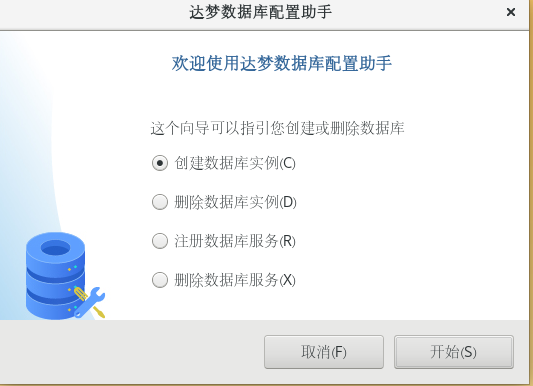 达梦数据库配置助手
欢迎使用达梦数据库配置助手
这个向导可以指引您创建或删除数据库
创建数据库实例(C)
删除数据库实例(D)
注册数据库服务(R)
删除数据库服务(X)
取消(F) 开始(S)